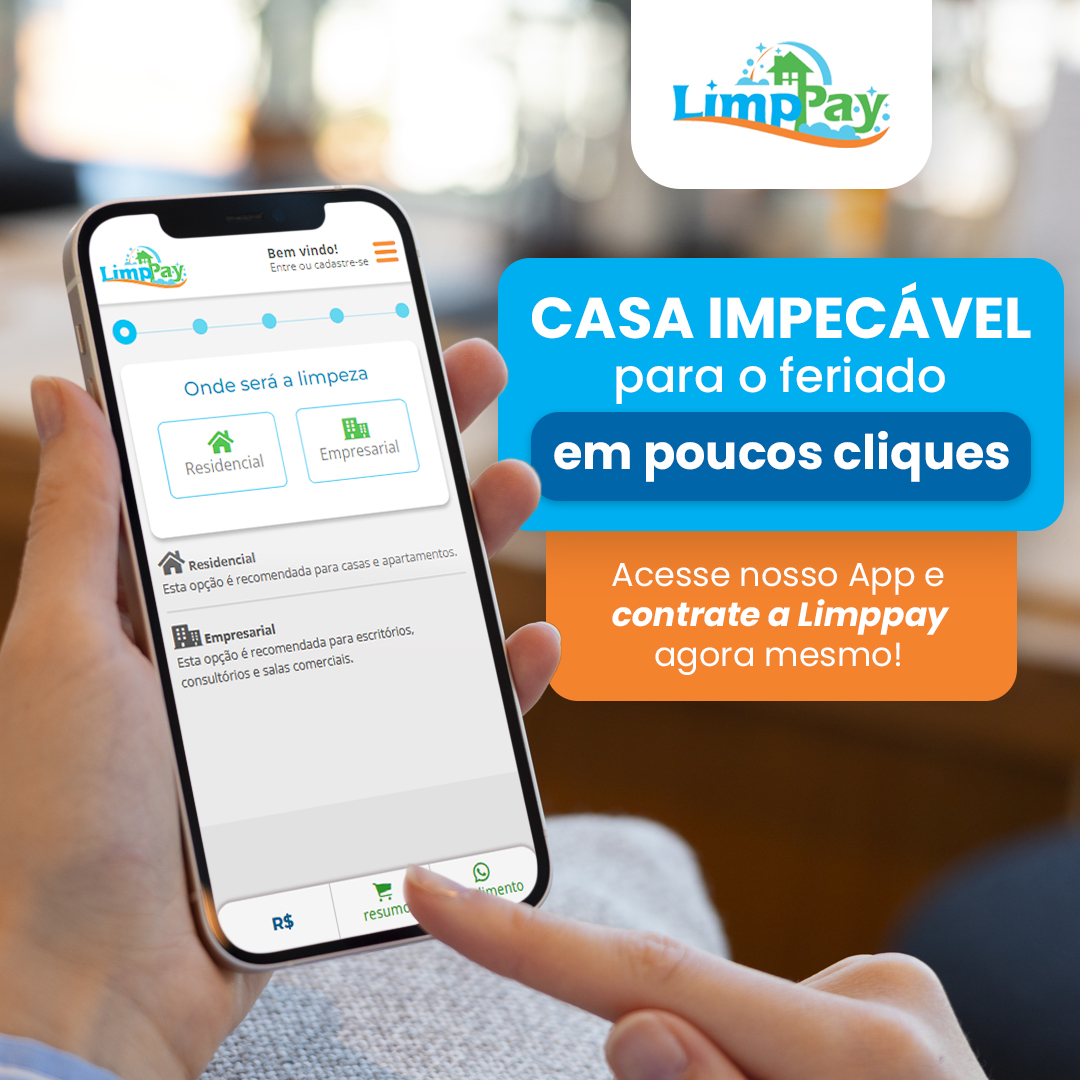 LimpPay
CASA IMPECÁVEL
para o feriado
em poucos cliques
Acesse nosso App e
contrate a Limppay
agora mesmo!
LimpPay
Bem vindo!
Entre ou cadastre-se
Onde será a limpeza
Residencial
Empresarial
Residencial
Esta opção é recomendada para casas e apartamentos.
Empresarial
Esta opção é recomendada para escritórios,
consultórios e salas comerciais.
R$
resumo